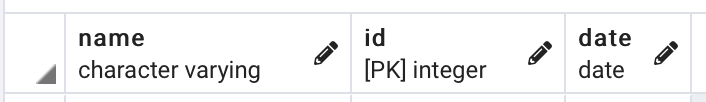 name id date
character varying [PK] integer date